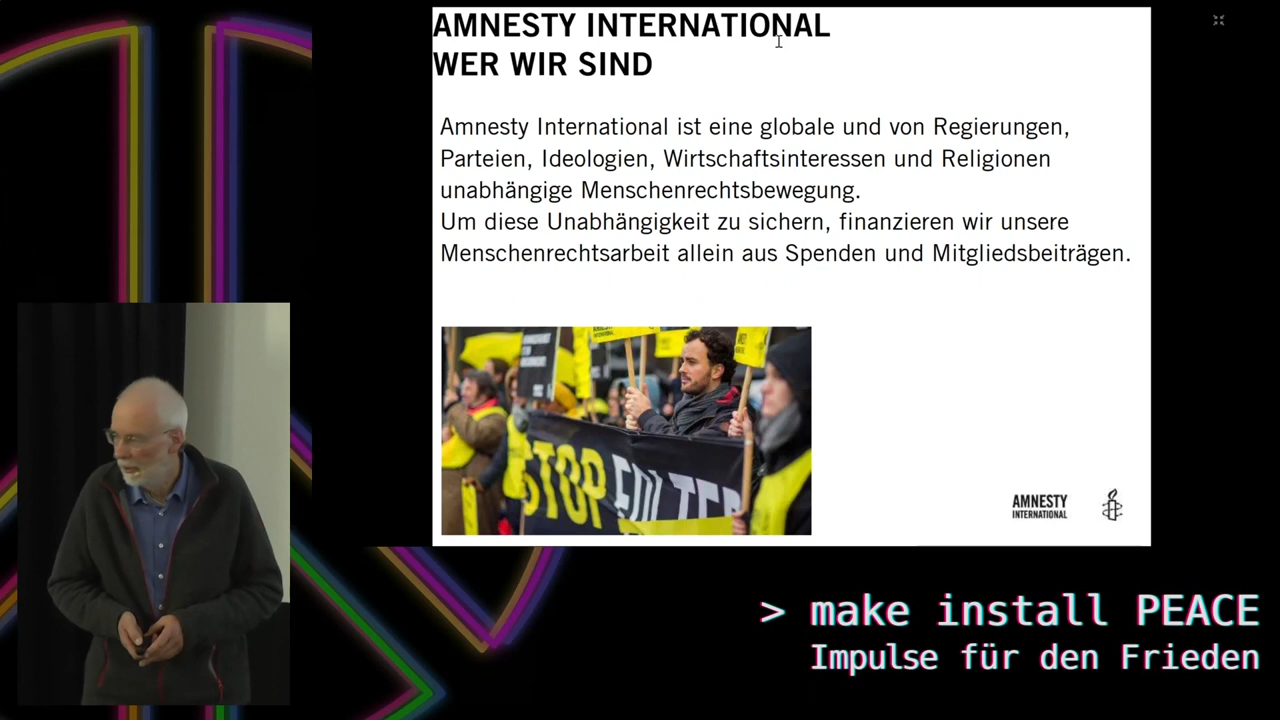 AMNESTY INTERNATIONAL
WER WIR SIND
Amnesty International ist eine globale und von Regierungen,
Parteien, Ideologien, Wirtschaftsinteressen und Religionen
unabhängige Menschenrechtsbewegung.
Um diese Unabhängigkeit zu sichern, finanzieren wir unsere
Menschenrechtsarbeit allein aus Spenden und Mitgliedsbeiträgen.
STOP FOLTER
AMNESTY
INTERNATIONAL
> make install PEACE
Impulse für den Frieden